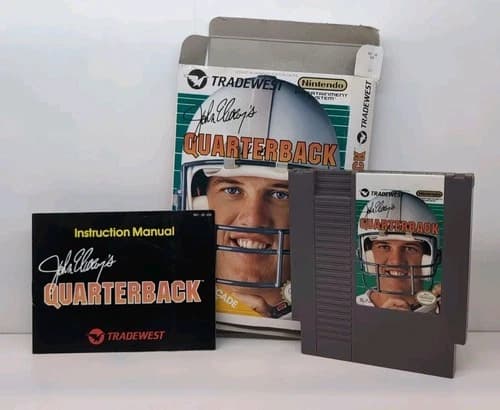 TRADEWEST
Nintendo
ENTERTAINMENT
SYSTEM
John Elway's
QUARTERBACK
TRADEWEST
CADE
Instruction Manual
John Elway's
QUARTERBACK
TRADEWEST
TRADEWEST
Nintendo
John Elway's
QUARTERBACK